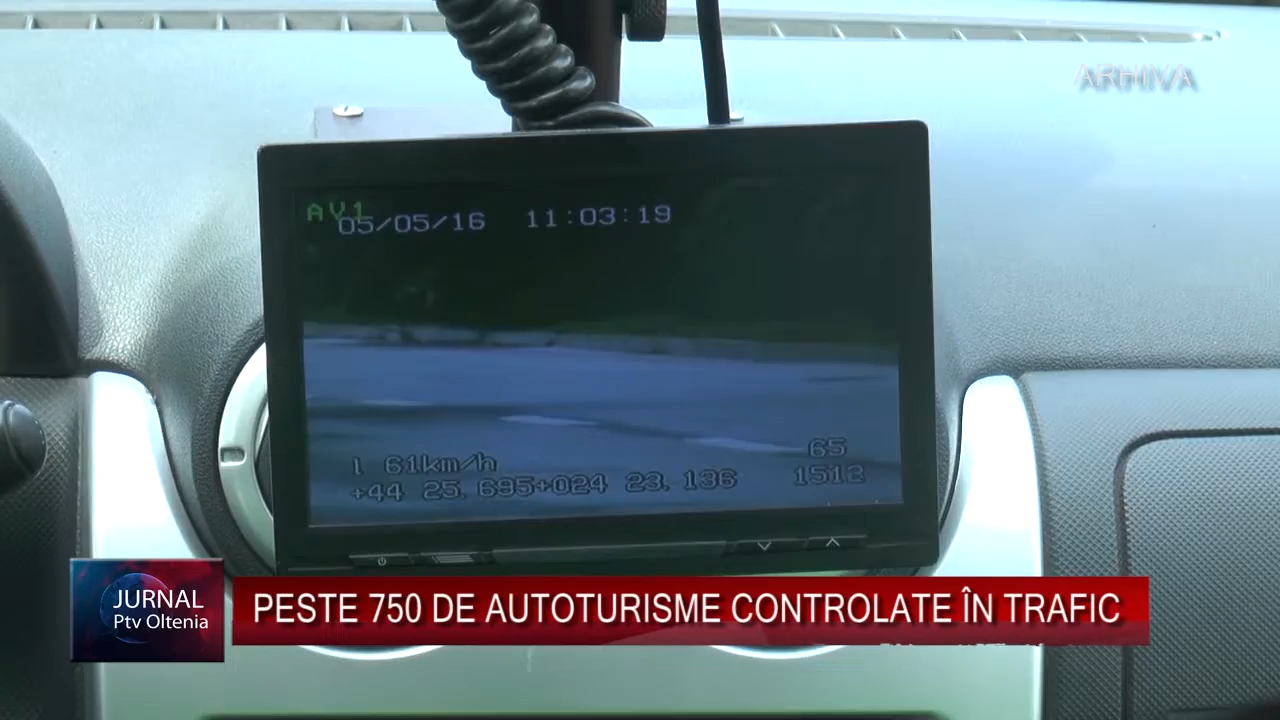 ARHIVA
AV1
05/05/16 11:03:19
65
l 61km/h
+44 25.695+024 23.136 1512
JURNAL
Ptv Oltenia
PESTE 750 DE AUTOTURISME CONTROLATE ÎN TRAFIC